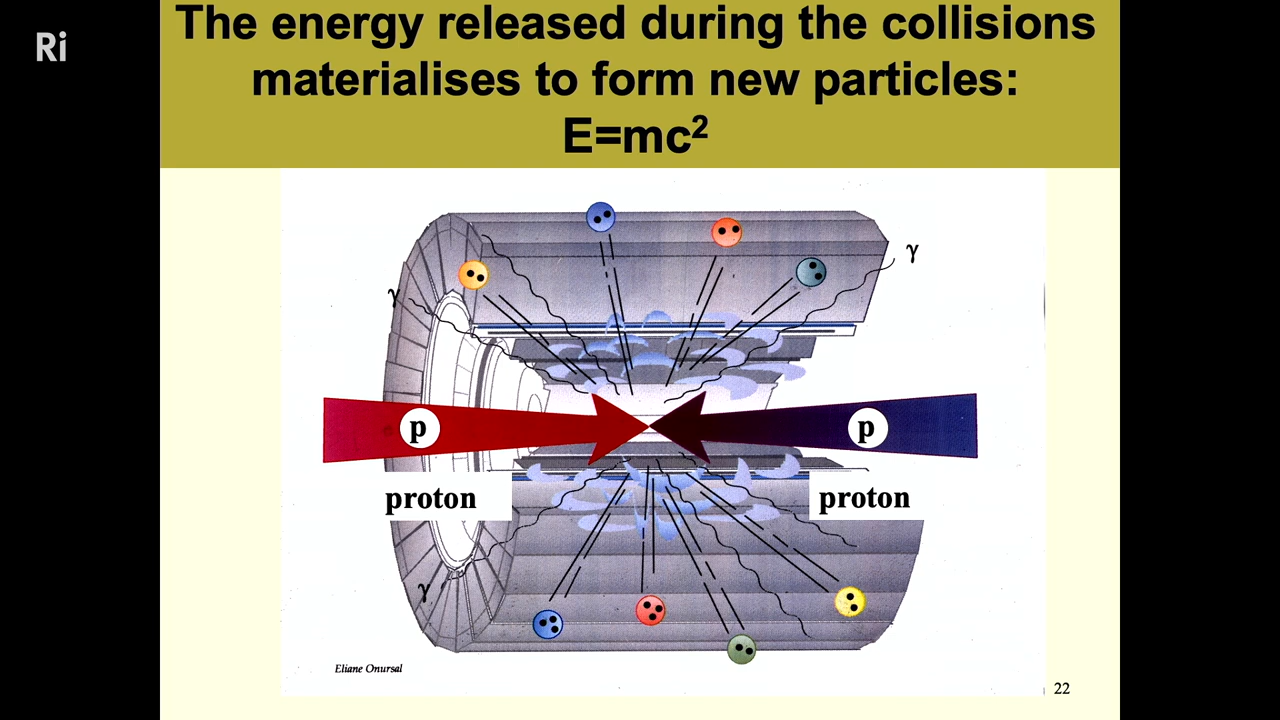 Ri
The energy released during the collisions
materialises to form new particles:
E=mc²
γ
γ
p
p
proton
proton
γ
Eliane Onursal
22